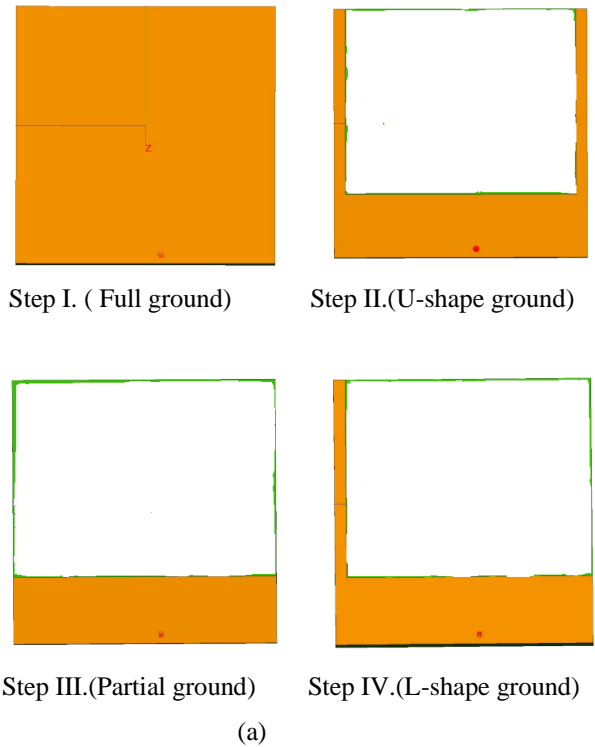 Z
Step I. ( Full ground)
Step II.(U-shape ground)
Step III.(Partial ground)
Step IV.(L-shape ground)
(a)